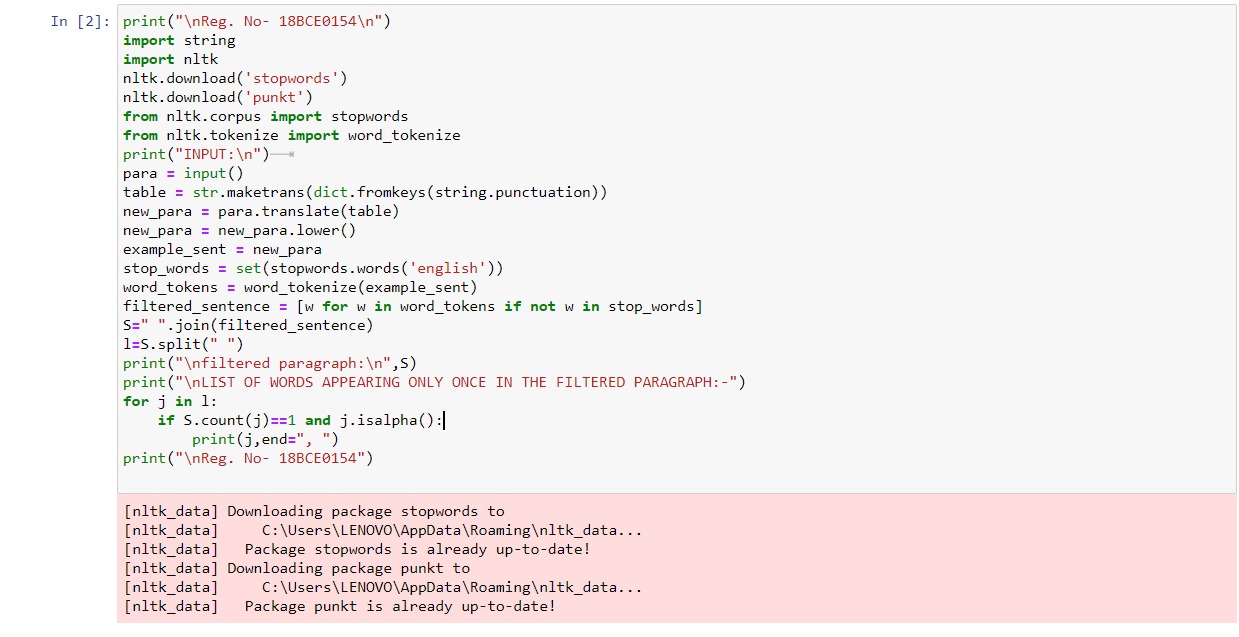 In [2]: print("\nReg. No- 18BCE0154\n")
import string
import nltk
nltk.download('stopwords')
nltk.download('punkt')
from nltk.corpus import stopwords
from nltk.tokenize import word_tokenize
print("INPUT:\n")
para = input()
table = str.maketrans(dict.fromkeys(string.punctuation))
new_para = para.translate(table)
new_para = new_para.lower()
example_sent = new_para
stop_words = set(stopwords.words('english'))
word_tokens = word_tokenize(example_sent)
filtered_sentence = [w for w in word_tokens if not w in stop_words]
S=" ".join(filtered_sentence)
l=S.split(" ")
print("\nfiltered paragraph:\n",S)
print("\nLIST OF WORDS APPEARING ONLY ONCE IN THE FILTERED PARAGRAPH:-")
for j in l:
    if S.count(j)==1 and j.isalpha():
        print(j,end=", ")
print("\nReg. No- 18BCE0154")
[nltk_data] Downloading package stopwords to
[nltk_data]     C:\Users\LENOVO\AppData\Roaming\nltk_data...
[nltk_data]   Package stopwords is already up-to-date!
[nltk_data] Downloading package punkt to
[nltk_data]     C:\Users\LENOVO\AppData\Roaming\nltk_data...
[nltk_data]   Package punkt is already up-to-date!